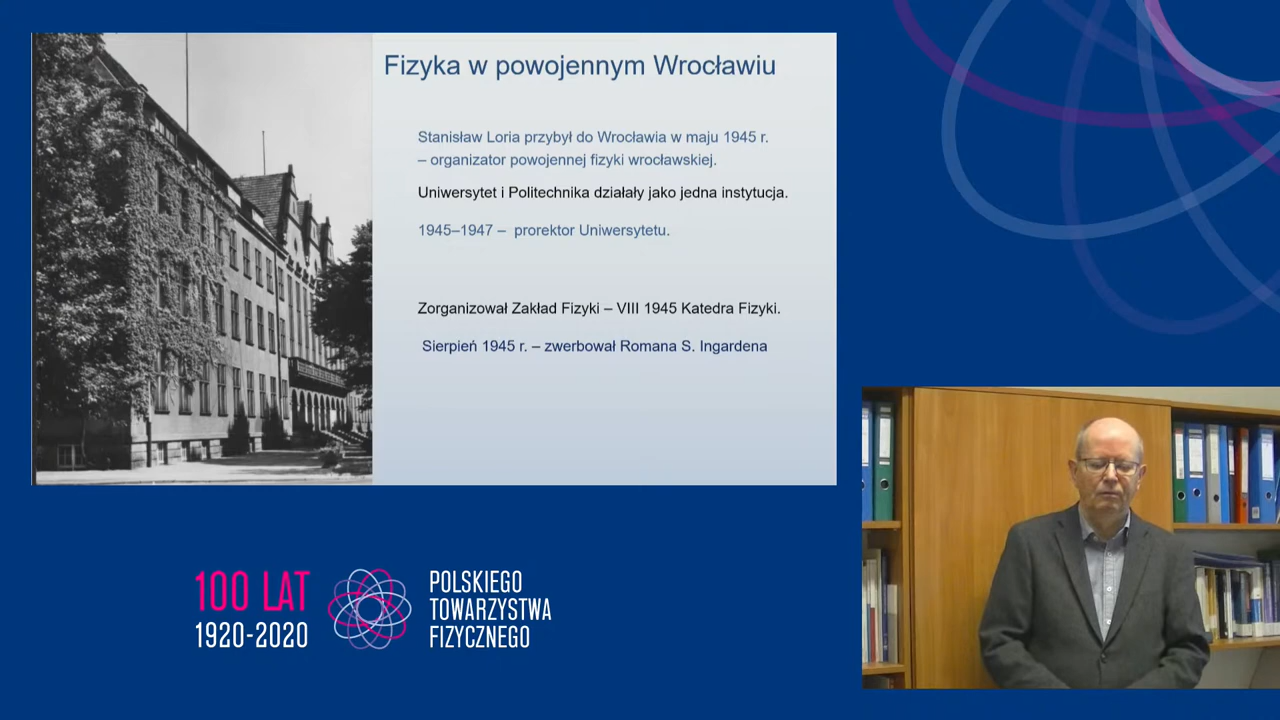 Fizyka w powojennym Wrocławiu
Stanisław Loria przybył do Wrocławia w maju 1945 r.
– organizator powojennej fizyki wrocławskiej.
Uniwersytet i Politechnika działały jako jedna instytucja.
1945–1947 – prorektor Uniwersytetu.
Zorganizował Zakład Fizyki – VIII 1945 Katedra Fizyki.
Sierpień 1945 r. – zwerbował Romana S. Ingardena
100 LAT
1920-2020
POLSKIEGO
TOWARZYSTWA
FIZYCZNEGO